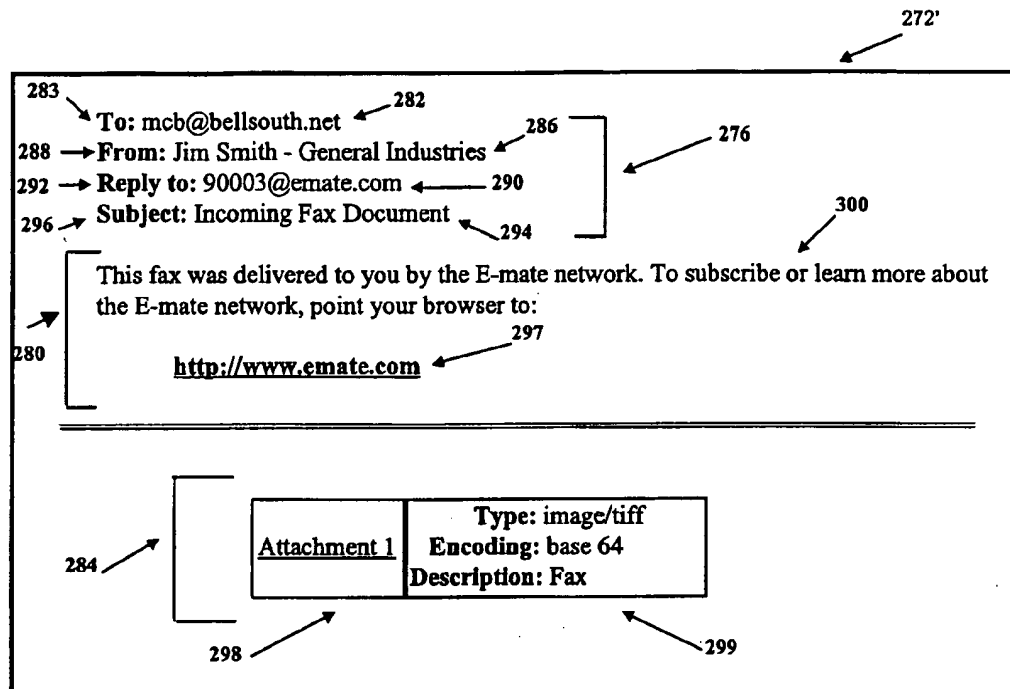 272'
283
282
To: mcb@bellsouth.net
286
276
288 From: Jim Smith - General Industries
292 Reply to: 90003@emate.com 290
296 Subject: Incoming Fax Document
294
300
This fax was delivered to you by the E-mate network. To subscribe or learn more about
the E-mate network, point your browser to:
297
280
http://www.emate.com
Type: image/tiff
Attachment 1 Encoding: base 64
284
Description: Fax
298
299